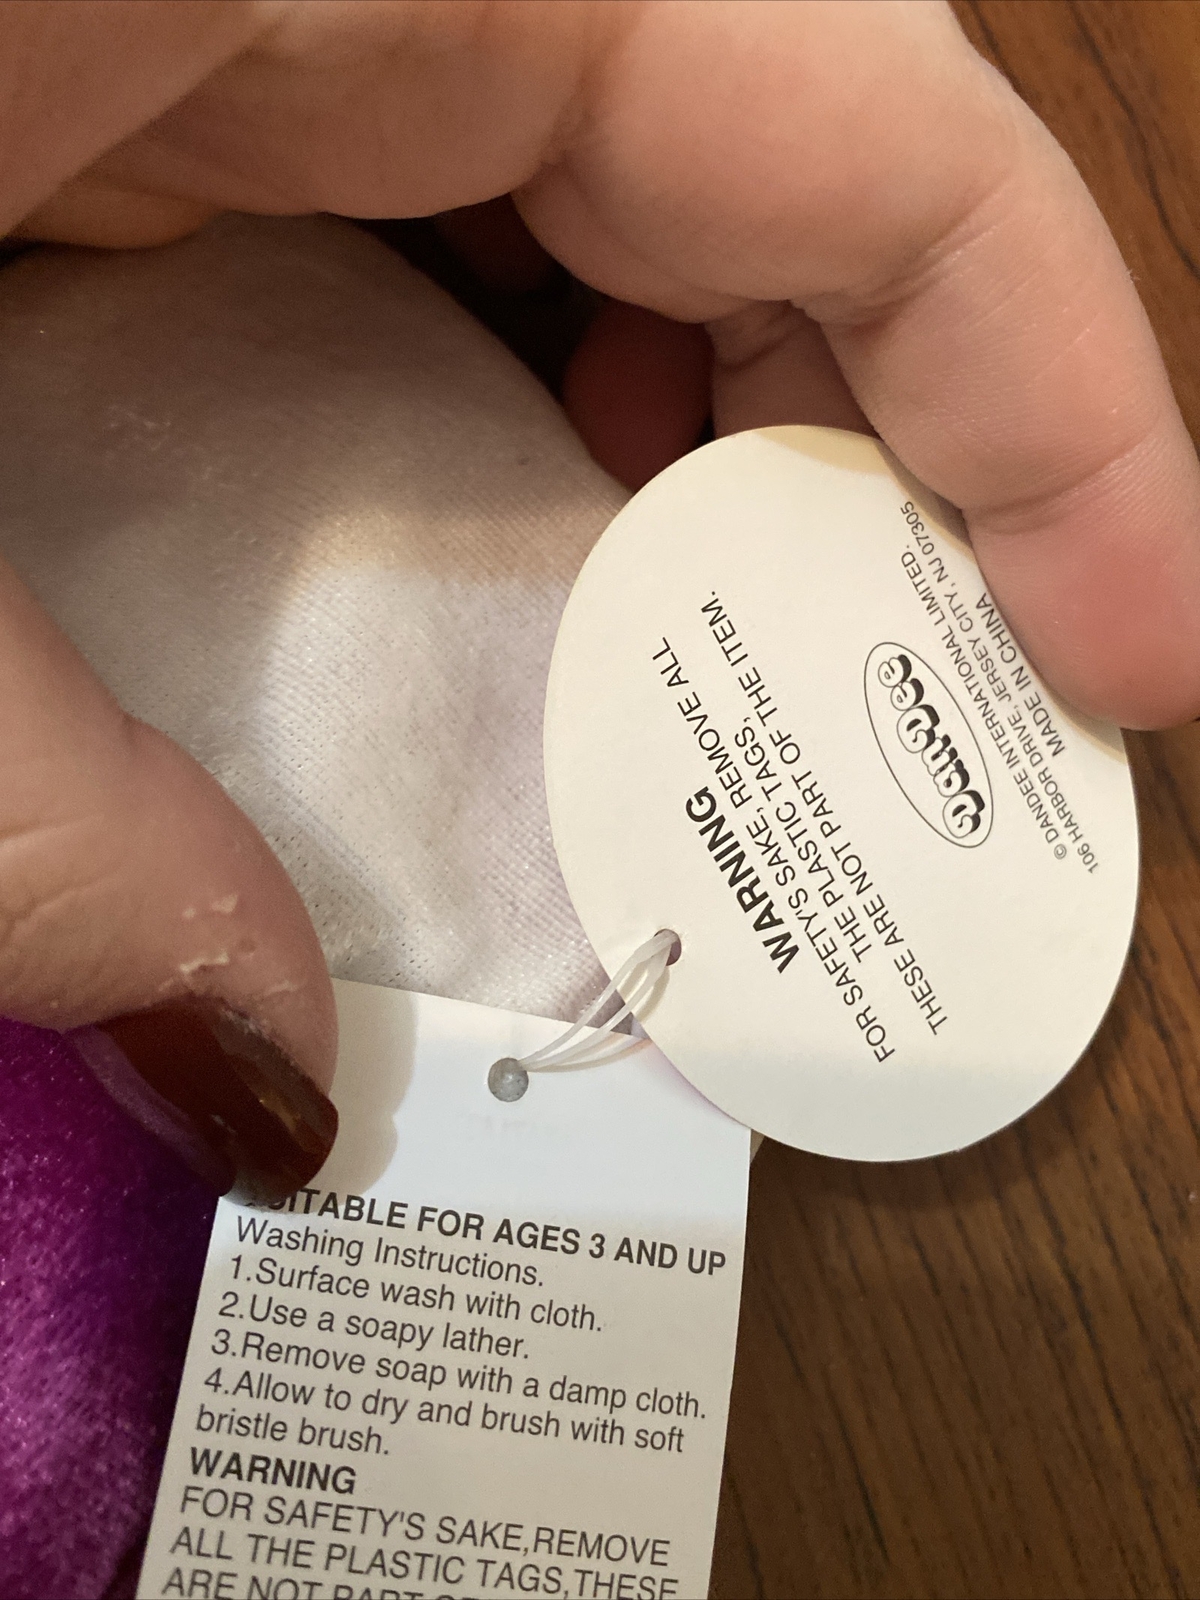 WARNING
FOR SAFETY'S SAKE, REMOVE ALL
THE PLASTIC TAGS,
THESE ARE NOT PART OF THE ITEM.
DanDee
© DANDEE INTERNATIONAL LIMITED.
106 HARBOR DRIVE, JERSEY CITY, NJ 07305
MADE IN CHINA
SUITABLE FOR AGES 3 AND UP
Washing Instructions.
1.Surface wash with cloth.
2.Use a soapy lather.
3.Remove soap with a damp cloth.
4.Allow to dry and brush with soft
bristle brush.
WARNING
FOR SAFETY'S SAKE,REMOVE
ALL THE PLASTIC TAGS,THESE
ARE NOT PART